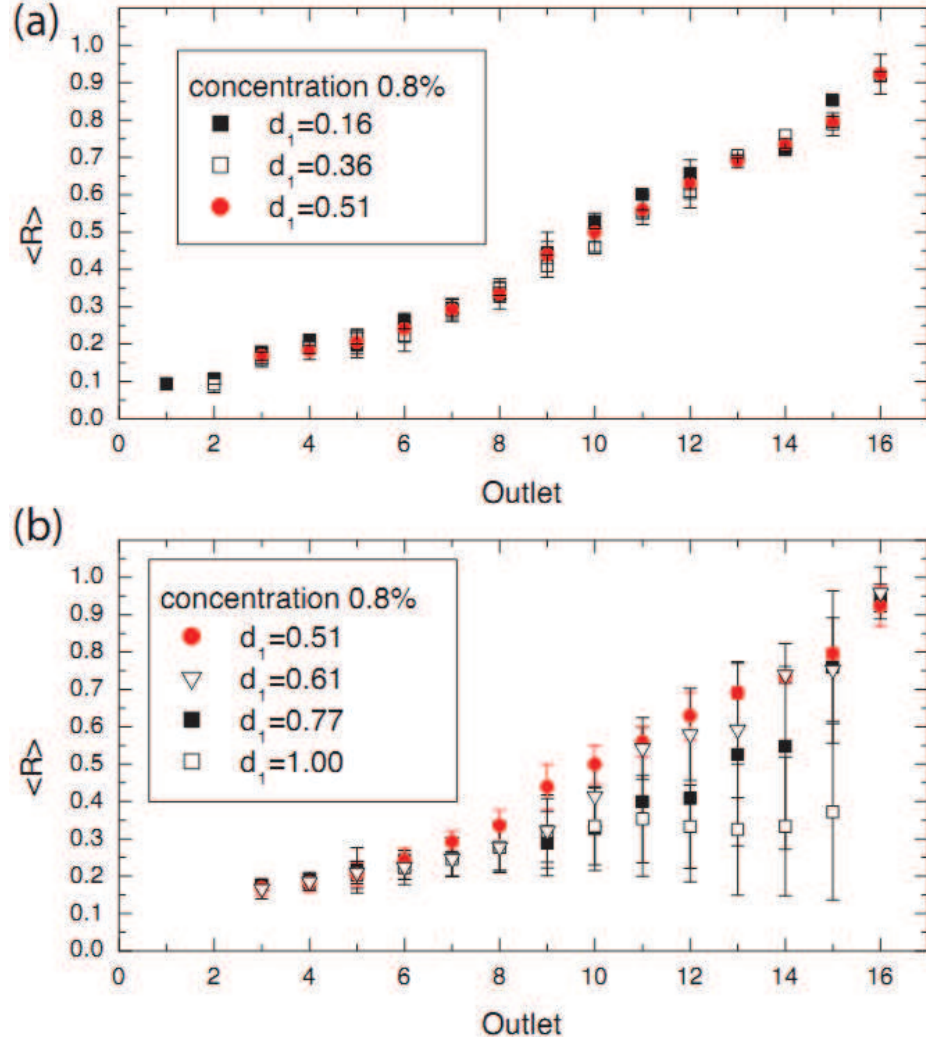 (a)
1.0
0.9
0.8
0.7
0.6
0.5
0.4
0.3
0.2
0.1
0.0
<R>
concentration 0.8%
d₁=0.16
d₁=0.36
d₁=0.51
0 2 4 6 8 10 12 14 16
Outlet
(b)
1.0
0.9
0.8
0.7
0.6
0.5
0.4
0.3
0.2
0.1
0.0
<R>
concentration 0.8%
d₁=0.51
d₁=0.61
d₁=0.77
d₁=1.00
0 2 4 6 8 10 12 14 16
Outlet